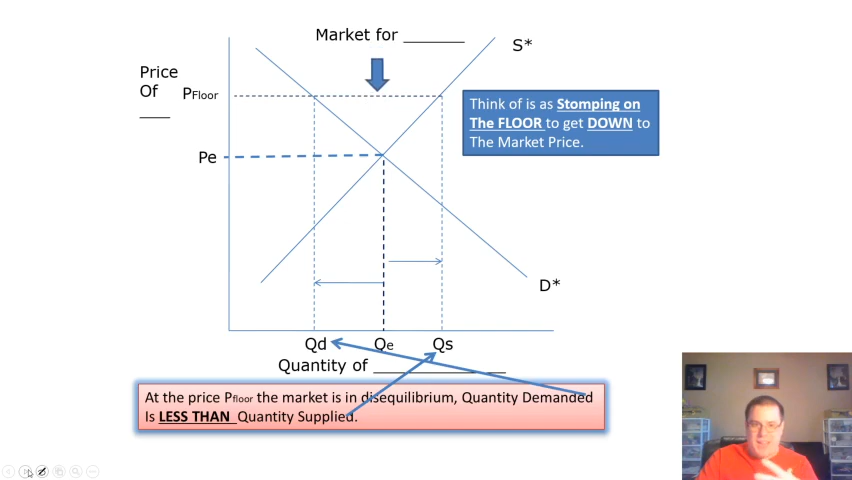 Market for _______
S*
Price
Of
___
PFloor
Think of is as Stomping on
The FLOOR to get DOWN to
The Market Price.
Pe
D*
Qd
Qe
Qs
Quantity of _______________
At the price Pfloor the market is in disequilibrium, Quantity Demanded
Is LESS THAN Quantity Supplied.